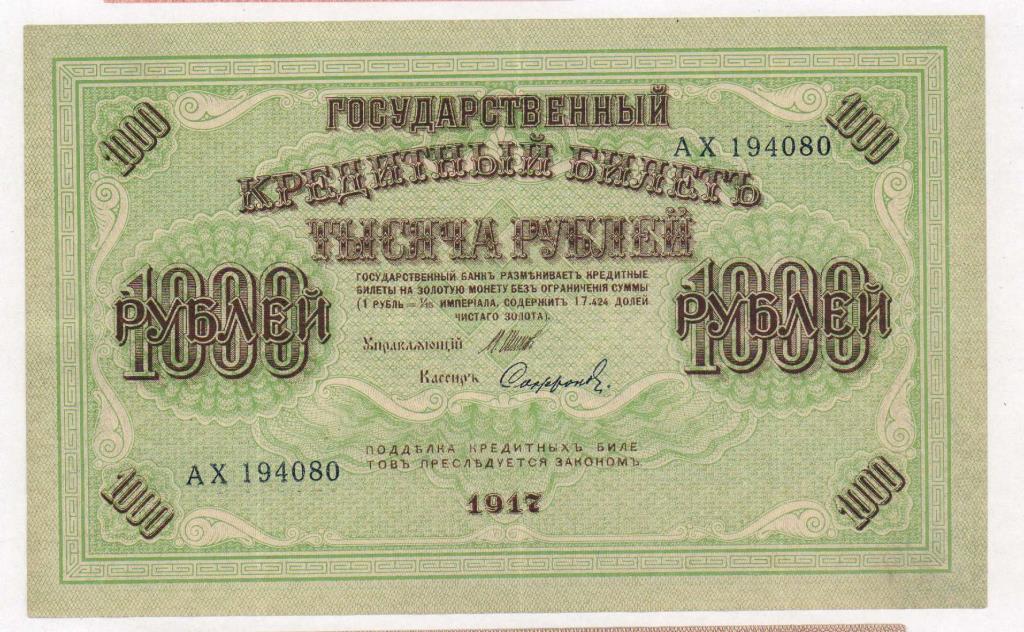 1000
ГОСУДАРСТВЕННЫЙ
1000
АХ 194080
КРЕДИТНЫЙ БИЛЕТЪ
ТЫСЯЧА РУБЛЕЙ
1000
РУБЛЕЙ
ГОСУДАРСТВЕННЫЙ БАНКЪ РАЗМѢНИВАЕТЪ КРЕДИТНЫЕ
БИЛЕТЫ НА ЗОЛОТУЮ МОНЕТУ БЕЗЪ ОГРАНИЧЕНІЯ СУММЫ
(1 РУБЛЬ = 1/15 ИМПЕРІАЛА, СОДЕРЖИТЪ 17.424 ДОЛЕЙ
ЧИСТАГО ЗОЛОТА).
1000
РУБЛЕЙ
Управляющій
Кассиръ
АХ 194080
ПОДДѢЛКА КРЕДИТНЫХЪ БИЛЕ
ТОВЪ ПРЕСЛѢДУЕТСЯ ЗАКОНОМЪ.
1917
1000
1000